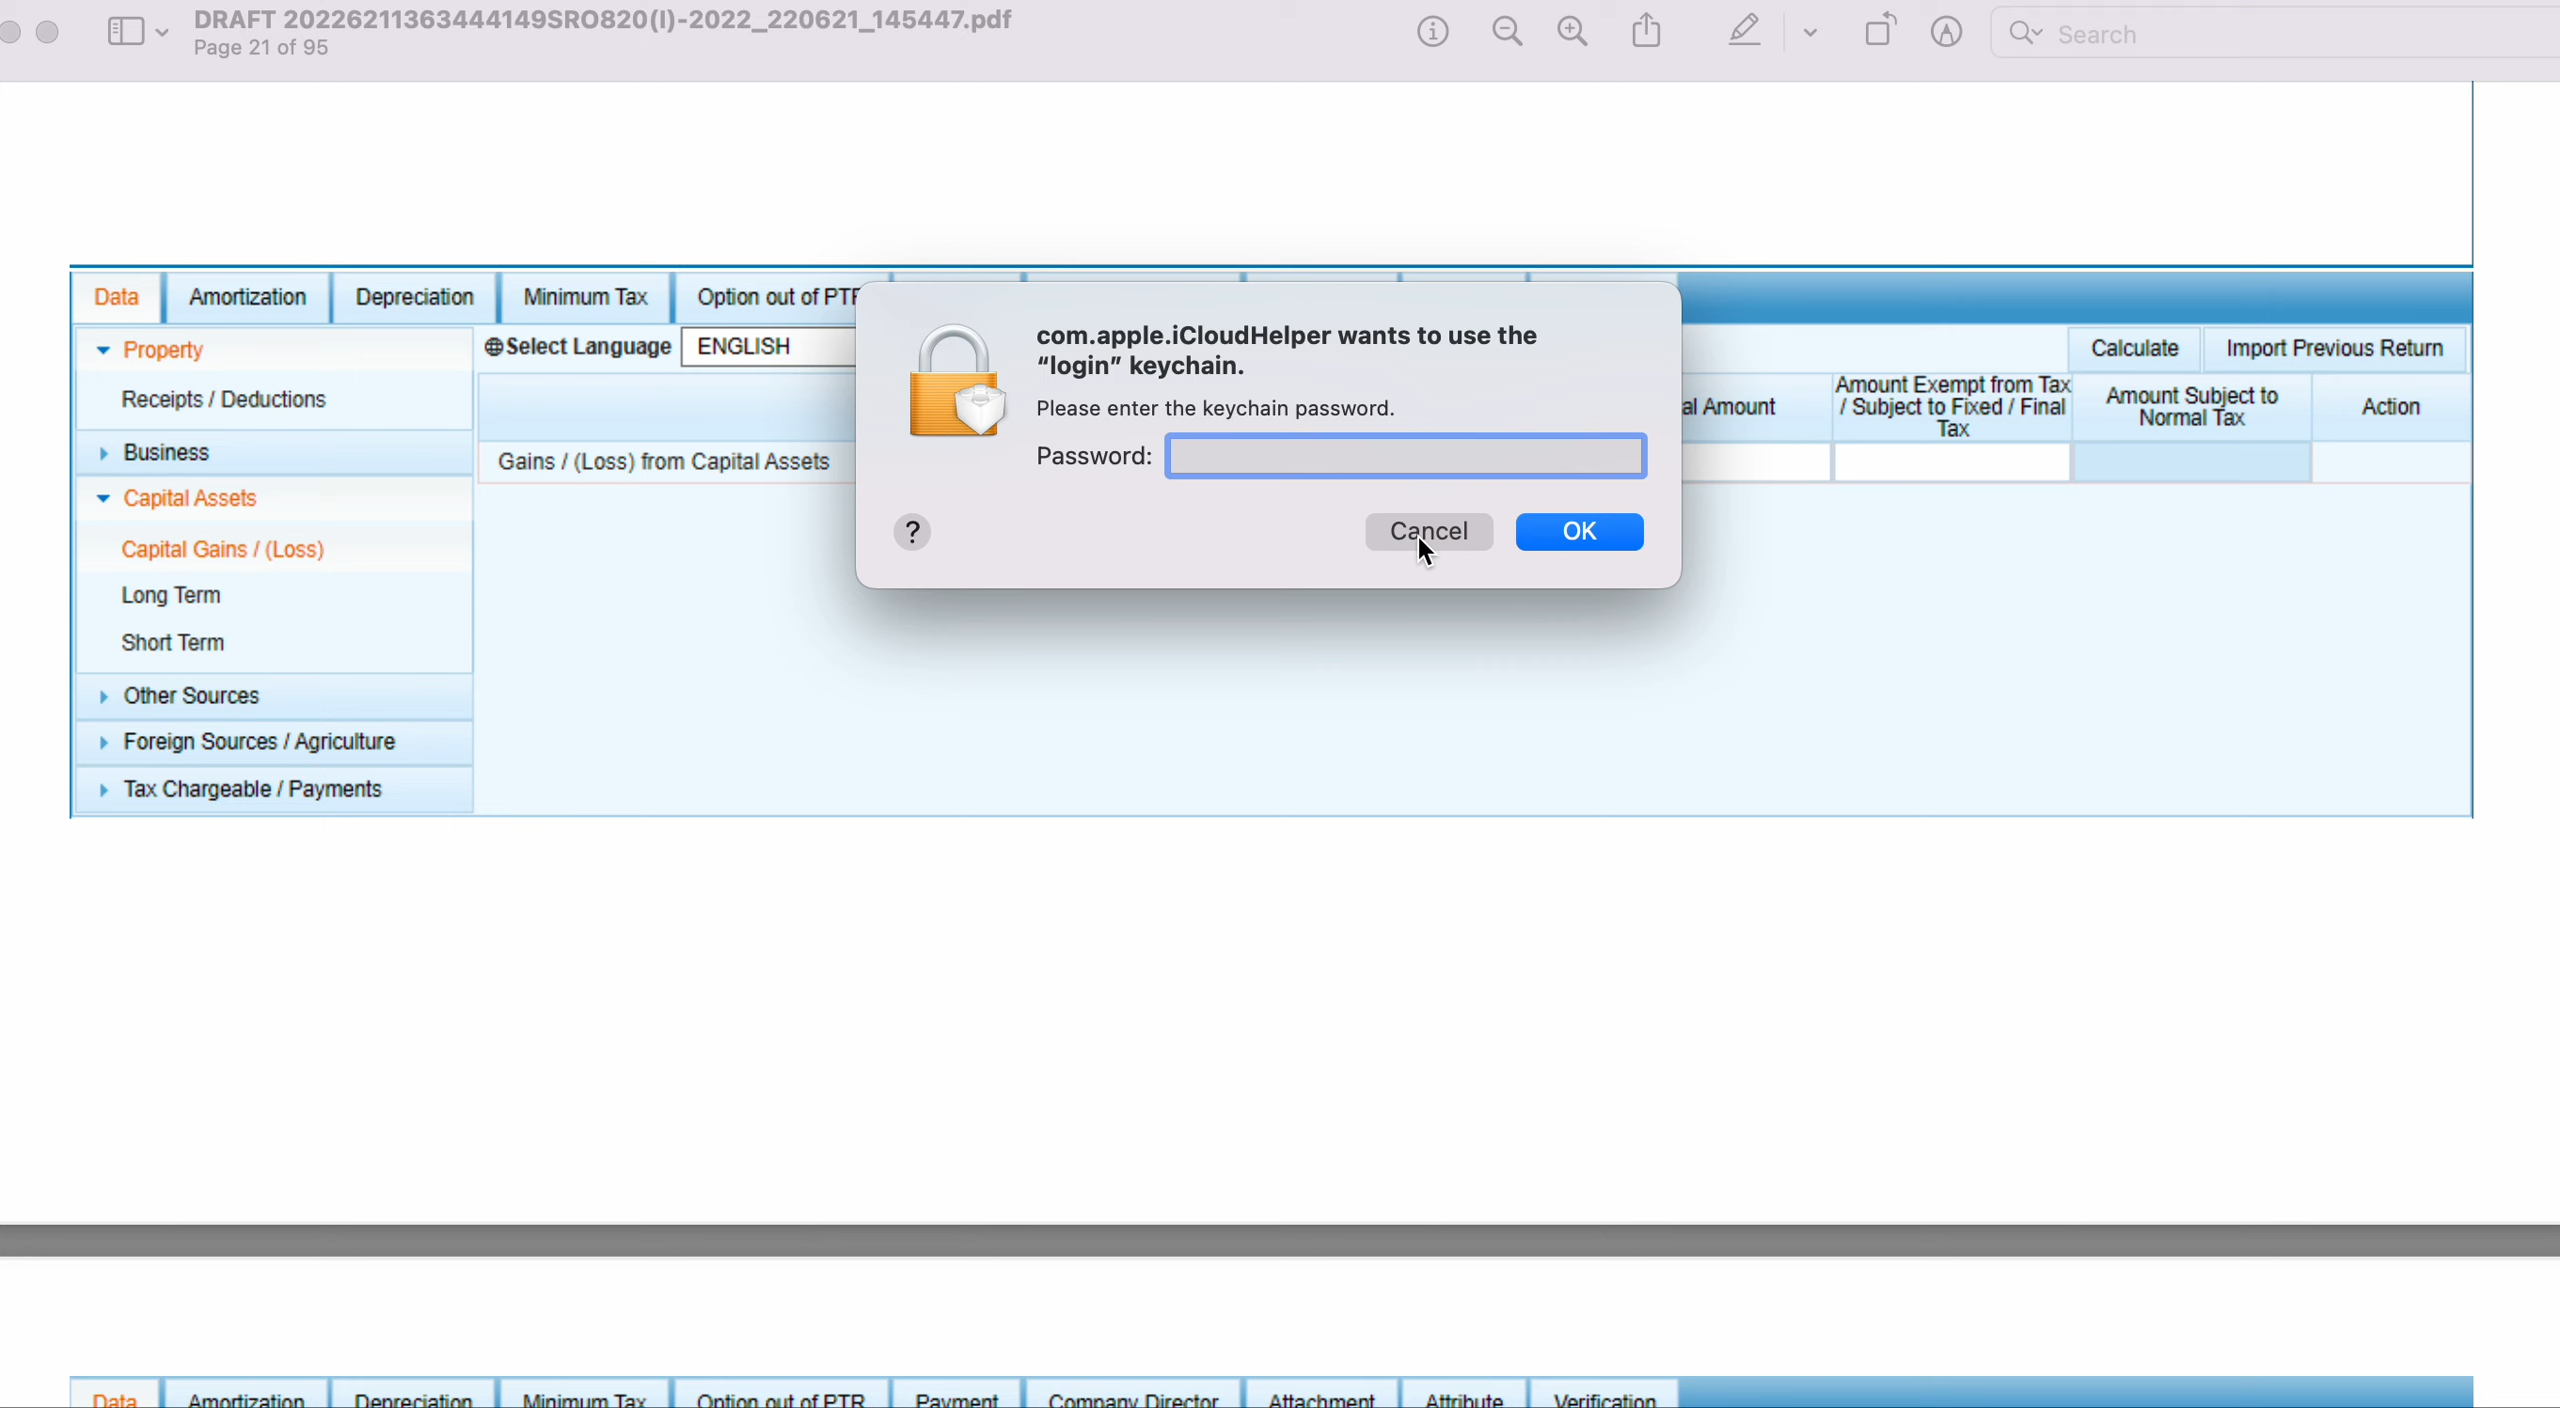 DRAFT 20226211363444149SRO820(I)-2022_220621_145447.pdf
Page 21 of 95
Search
Data Amortization Depreciation Minimum Tax Option out of PTR
Property
Receipts / Deductions
Business
Capital Assets
Capital Gains / (Loss)
Long Term
Short Term
Other Sources
Foreign Sources / Agriculture
Tax Chargeable / Payments
Select Language ENGLISH
Calculate Import Previous Return
al Amount
Amount Exempt from Tax
/ Subject to Fixed / Final
Tax
Amount Subject to
Normal Tax
Action
Gains / (Loss) from Capital Assets
com.apple.iCloudHelper wants to use the
“login” keychain.
Please enter the keychain password.
Password:
?
Cancel
OK
Data Amortization Depreciation Minimum Tax Option out of PTR Payment Company Director Attachment Attribute Verification